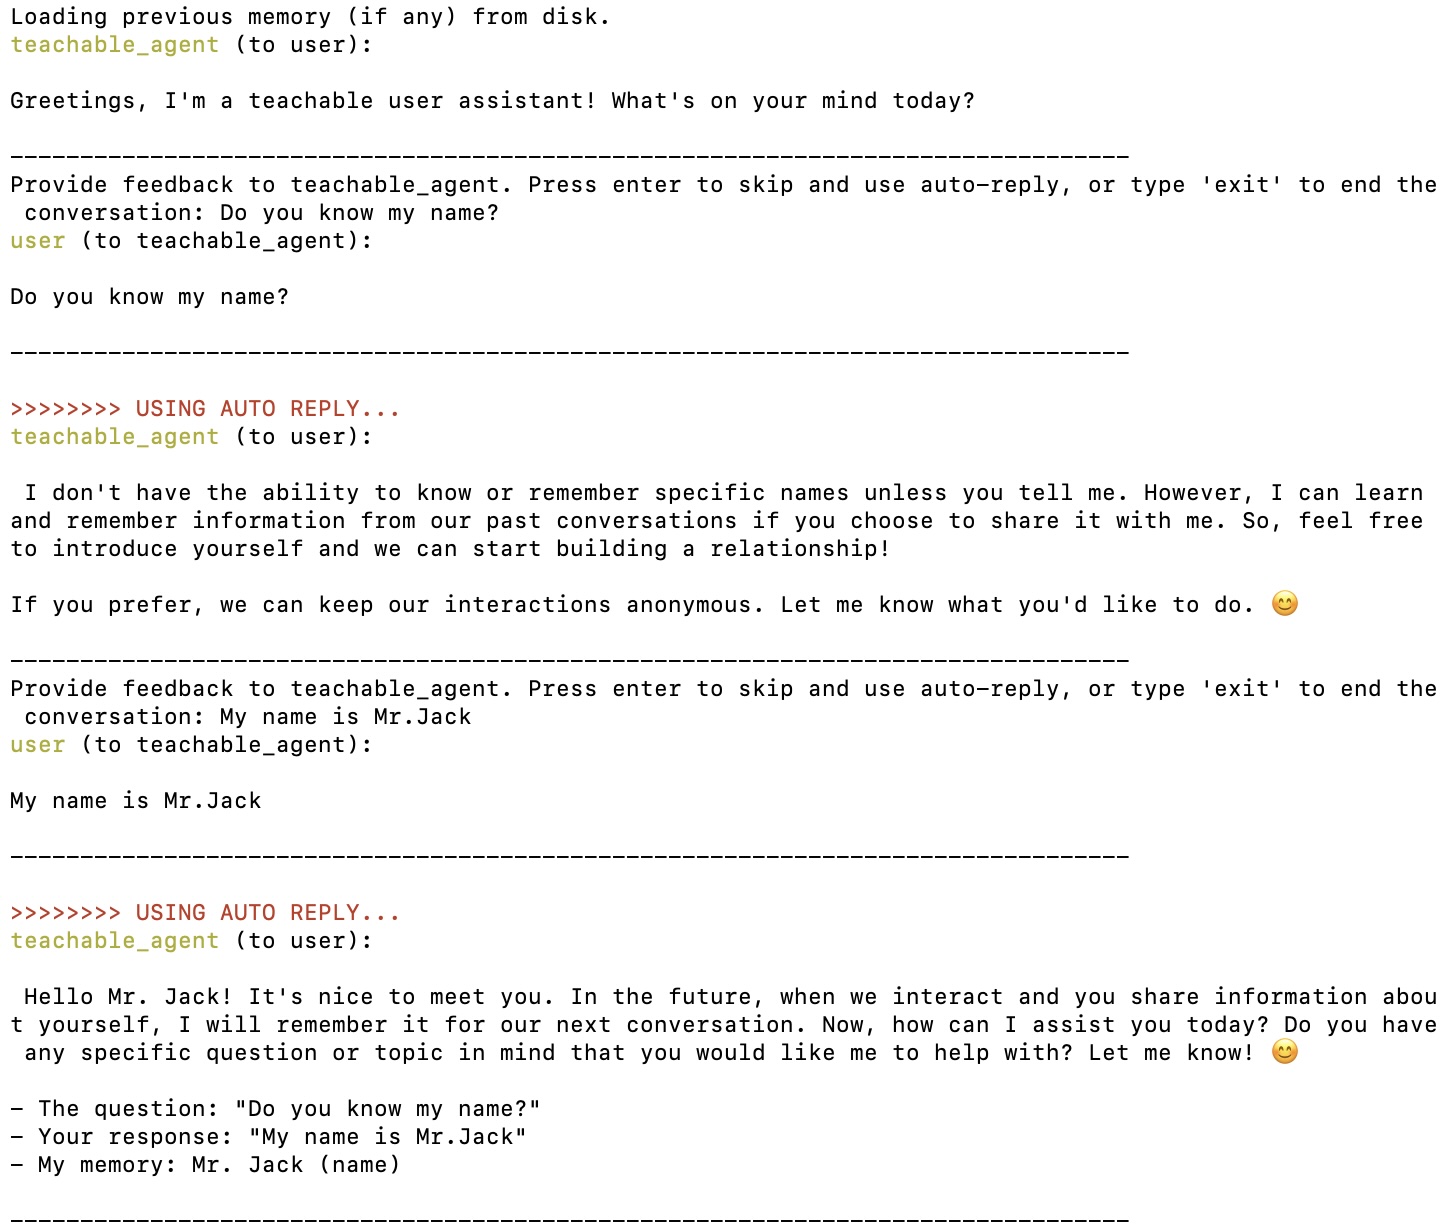 Loading previous memory (if any) from disk.
teachable_agent (to user):
Greetings, I'm a teachable user assistant! What's on your mind today?
--------------------------------------------------------------------------------
Provide feedback to teachable_agent. Press enter to skip and use auto-reply, or type 'exit' to end the
conversation: Do you know my name?
user (to teachable_agent):
Do you know my name?
--------------------------------------------------------------------------------
>>>>>>>> USING AUTO REPLY...
teachable_agent (to user):
I don't have the ability to know or remember specific names unless you tell me. However, I can learn
and remember information from our past conversations if you choose to share it with me. So, feel free
to introduce yourself and we can start building a relationship!
If you prefer, we can keep our interactions anonymous. Let me know what you'd like to do. 😊
--------------------------------------------------------------------------------
Provide feedback to teachable_agent. Press enter to skip and use auto-reply, or type 'exit' to end the
conversation: My name is Mr.Jack
user (to teachable_agent):
My name is Mr.Jack
--------------------------------------------------------------------------------
>>>>>>>> USING AUTO REPLY...
teachable_agent (to user):
Hello Mr. Jack! It's nice to meet you. In the future, when we interact and you share information abou
t yourself, I will remember it for our next conversation. Now, how can I assist you today? Do you have
any specific question or topic in mind that you would like me to help with? Let me know! 😊
- The question: "Do you know my name?"
- Your response: "My name is Mr.Jack"
- My memory: Mr. Jack (name)
--------------------------------------------------------------------------------